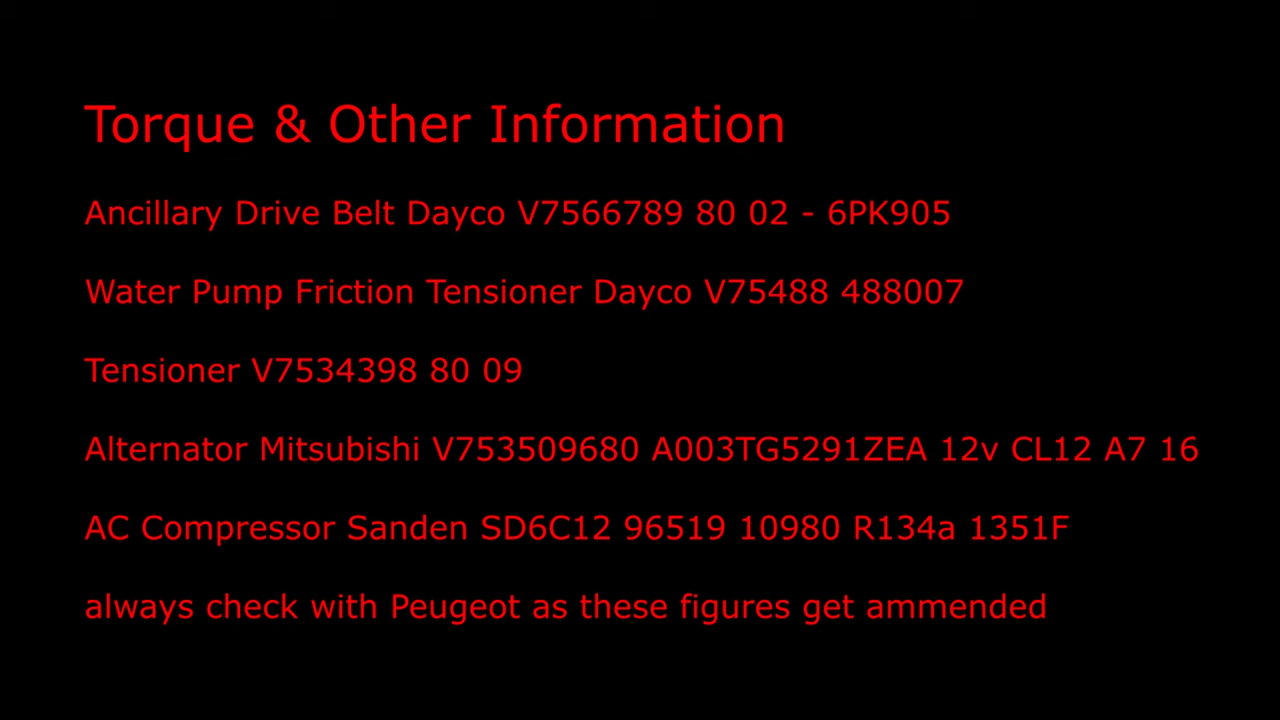 Torque & Other Information
Ancillary Drive Belt Dayco V7566789 80 02 - 6PK905
Water Pump Friction Tensioner Dayco V75488 488007
Tensioner V7534398 80 09
Alternator Mitsubishi V753509680 A003TG5291ZEA 12v CL12 A7 16
AC Compressor Sanden SD6C12 96519 10980 R134a 1351F
always check with Peugeot as these figures get ammended